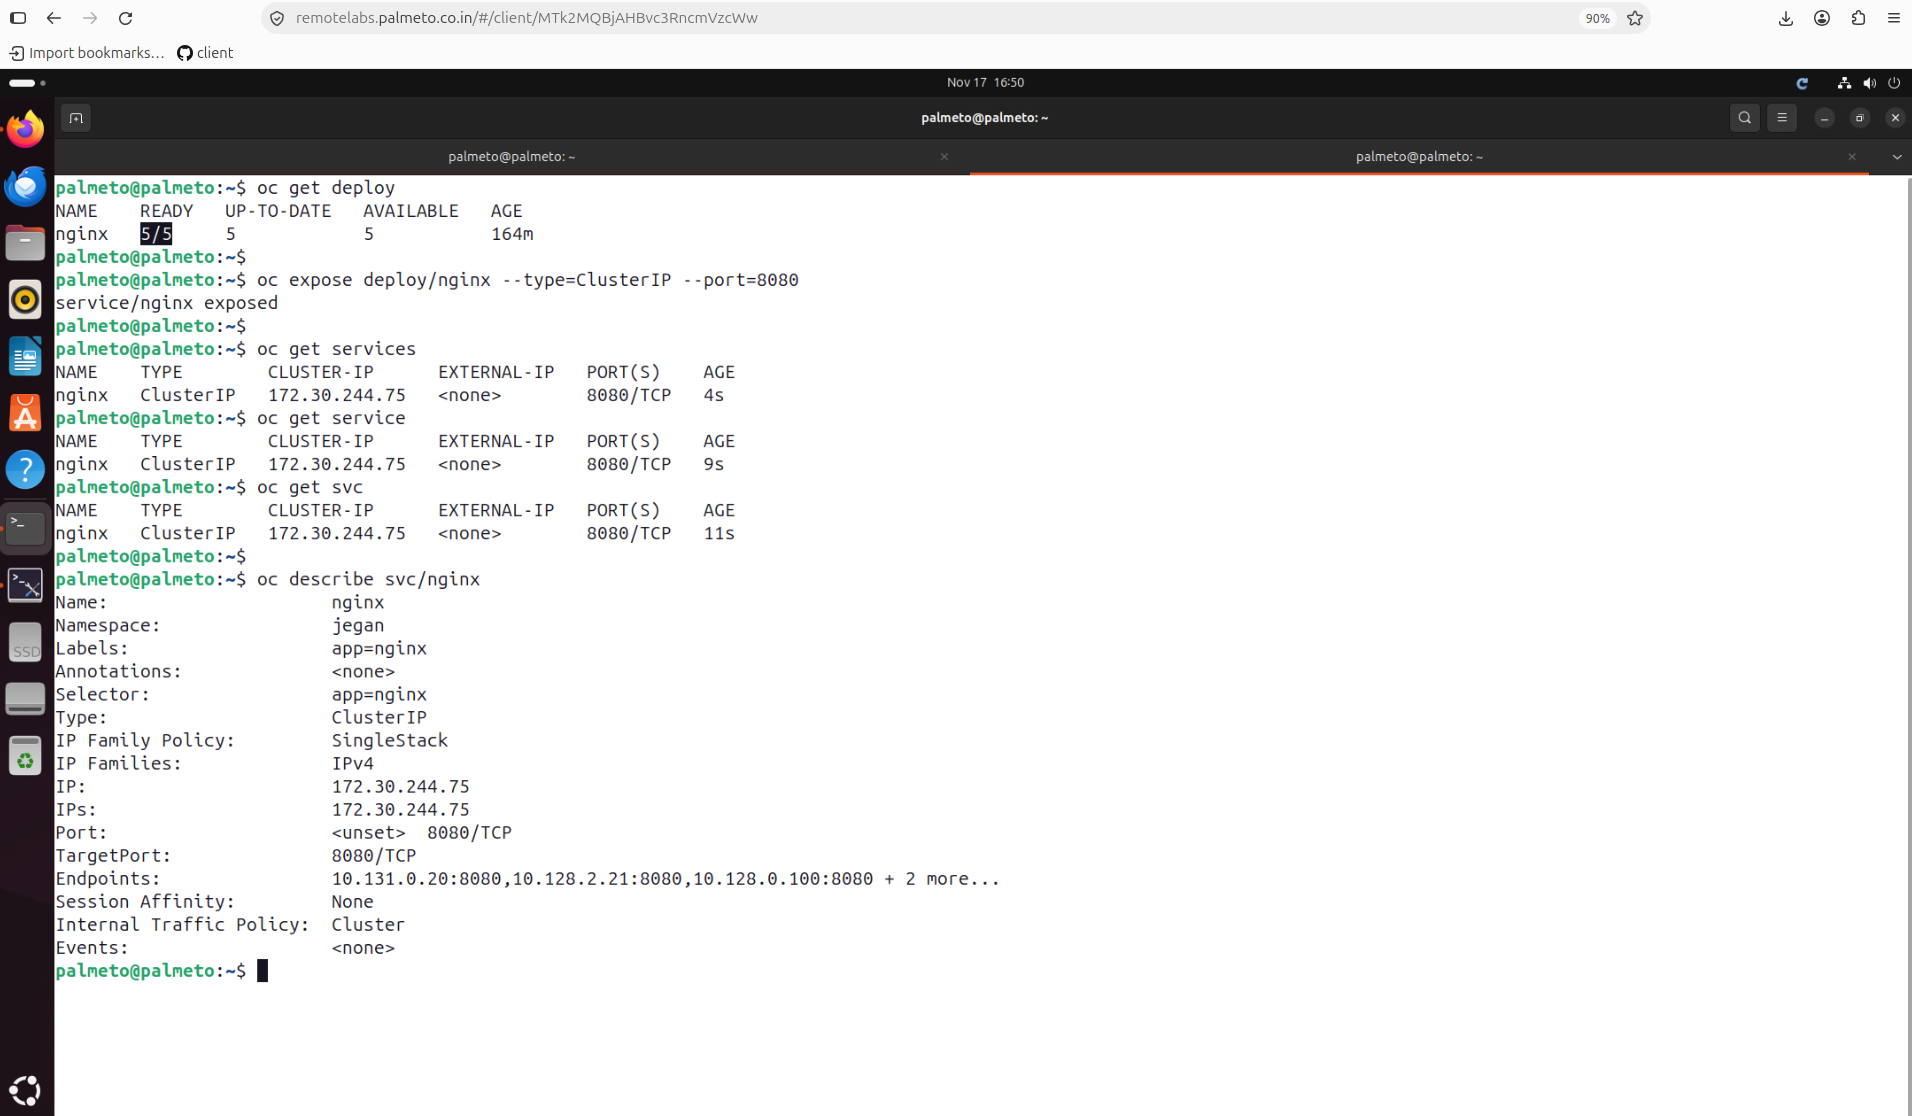 remotelabs.palmeto.co.in/#/client/MTk2MQBjAHBvc3RncmVzcWw
90%
Import bookmarks…
client
Nov 17 16:50
palmeto@palmeto: ~
palmeto@palmeto: ~
palmeto@palmeto: ~
palmeto@palmeto:~$ oc get deploy
NAME READY UP-TO-DATE AVAILABLE AGE
nginx 5/5 5 5 164m
palmeto@palmeto:~$
palmeto@palmeto:~$ oc expose deploy/nginx --type=ClusterIP --port=8080
service/nginx exposed
palmeto@palmeto:~$
palmeto@palmeto:~$ oc get services
NAME TYPE CLUSTER-IP EXTERNAL-IP PORT(S) AGE
nginx ClusterIP 172.30.244.75 <none> 8080/TCP 4s
palmeto@palmeto:~$ oc get service
NAME TYPE CLUSTER-IP EXTERNAL-IP PORT(S) AGE
nginx ClusterIP 172.30.244.75 <none> 8080/TCP 9s
palmeto@palmeto:~$ oc get svc
NAME TYPE CLUSTER-IP EXTERNAL-IP PORT(S) AGE
nginx ClusterIP 172.30.244.75 <none> 8080/TCP 11s
palmeto@palmeto:~$
palmeto@palmeto:~$ oc describe svc/nginx
Name: nginx
Namespace: jegan
Labels: app=nginx
Annotations: <none>
Selector: app=nginx
Type: ClusterIP
IP Family Policy: SingleStack
IP Families: IPv4
IP: 172.30.244.75
IPs: 172.30.244.75
Port: <unset> 8080/TCP
TargetPort: 8080/TCP
Endpoints: 10.131.0.20:8080,10.128.2.21:8080,10.128.0.100:8080 + 2 more...
Session Affinity: None
Internal Traffic Policy: Cluster
Events: <none>
palmeto@palmeto:~$
SSD